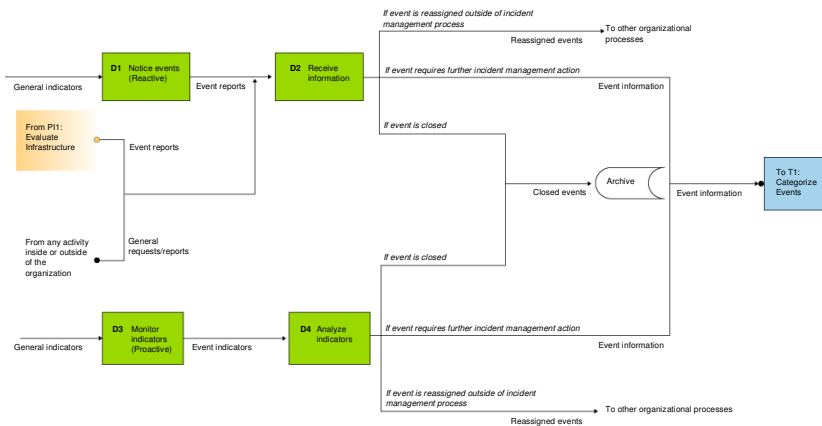 If event is reassigned outside of incident
management process
Reassigned events
To other organizational
processes
D1 Notice events
(Reactive)
D2 Receive
information
General indicators
Event reports
If event requires further incident management action
Event information
From PI1:
Evaluate
Infrastructure
Event reports
If event is closed
Closed events
Archive
Event information
To T1:
Categorize
Events
From any activity
inside or outside
of the
organization
General
requests/reports
If event is closed
D3 Monitor
indicators
(Proactive)
D4 Analyze
indicators
General indicators
Event indicators
If event requires further incident management action
Event information
If event is reassigned outside of incident
management process
Reassigned events
To other organizational processes